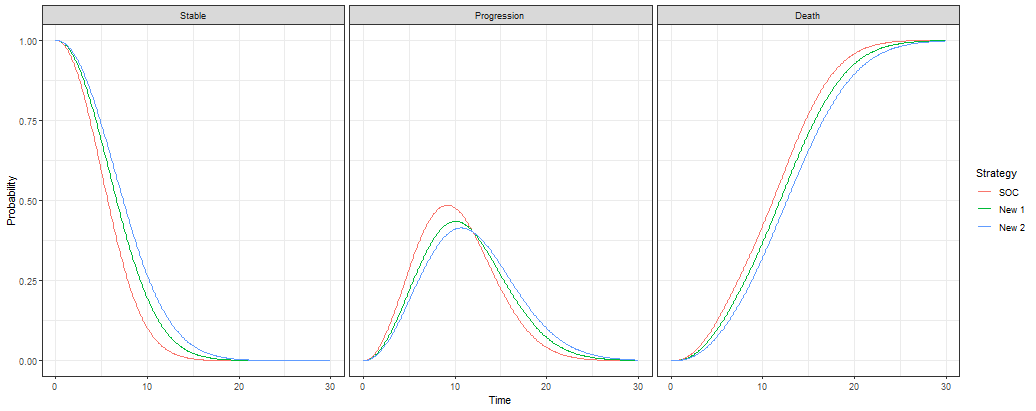 Stable
Progression
Death
1.00
0.75
0.50
0.25
0.00
Probability
0 10 20 30
0 10 20 30
0 10 20 30
Time
Strategy
SOC
New 1
New 2